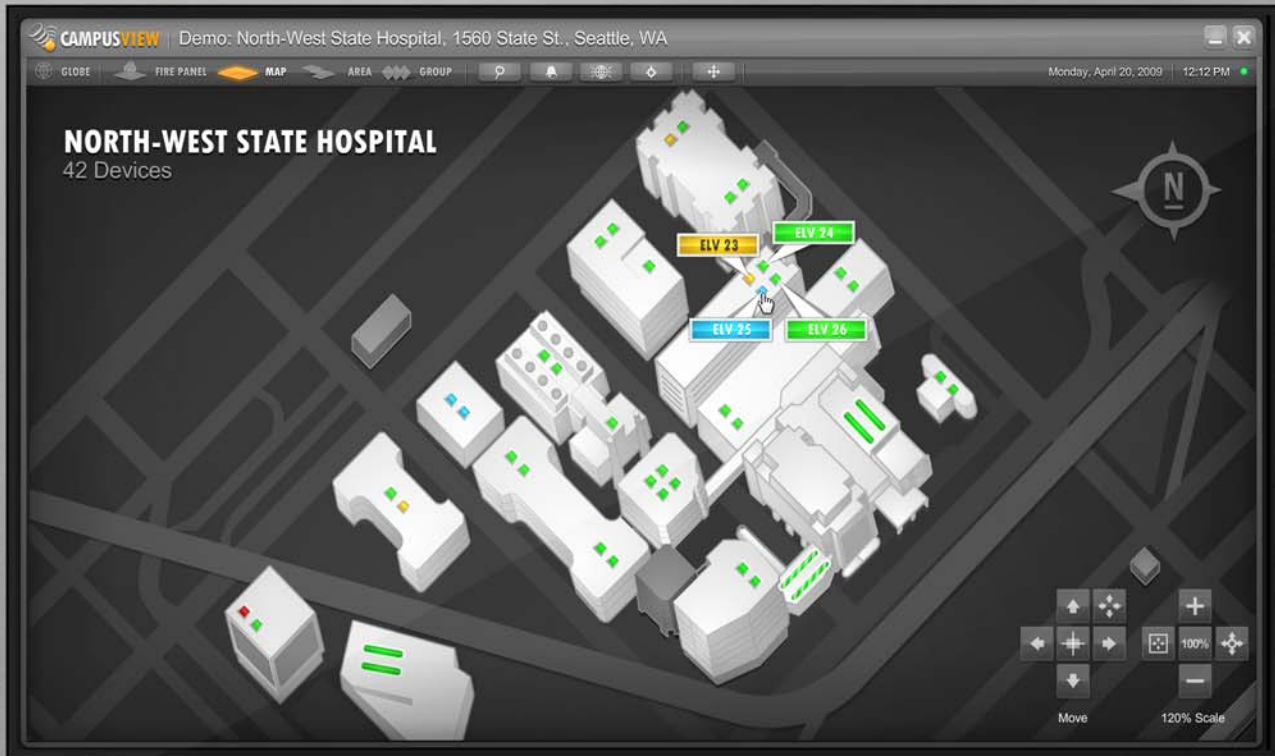 CAMPUSVIEW Demo: North-West State Hospital, 1560 State St., Seattle, WA
GLOBE FIRE PANEL MAP AREA GROUP Monday, April 20, 2009 12:12 PM
NORTH-WEST STATE HOSPITAL
42 Devices
N
ELV 24
ELV 23
ELV 25
ELV 26
100%
Move
120% Scale